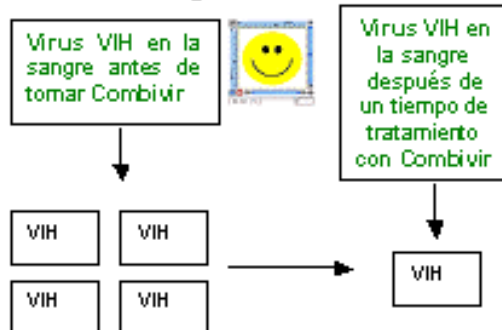 Virus VIH en la
sangre antes de
tomar Combivir
Virus VIH en
la sangre
después de
un tiempo de
tratamiento
con Combivir
VIH
VIH
VIH
VIH
VIH